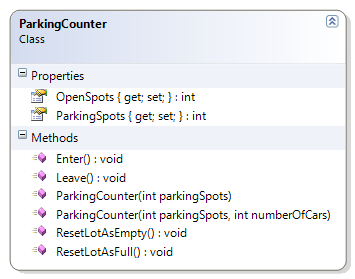 ParkingCounter
Class
Properties
OpenSpots { get; set; } : int
ParkingSpots { get; set; } : int
Methods
Enter() : void
Leave() : void
ParkingCounter(int parkingSpots)
ParkingCounter(int parkingSpots, int numberOfCars)
ResetLotAsEmpty() : void
ResetLotAsFull() : void